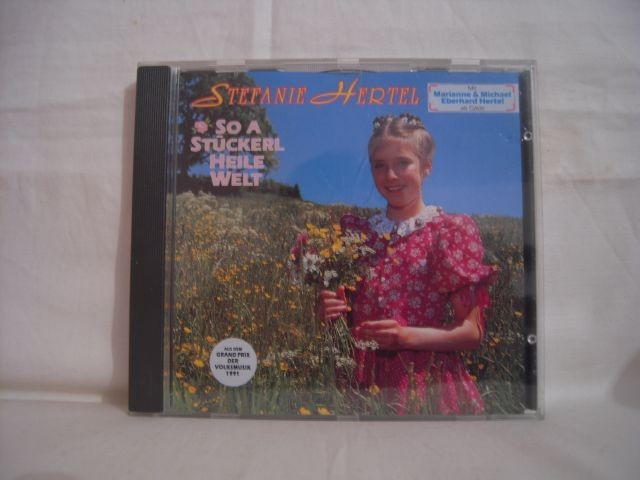 STEFANIE HERTEL
Mit
Marianne & Michael
Eberhard Hertel
als Gäste
SO A
STÜCKERL
HEILE
WELT
AUS DEM
GRAND PRIX
DER
VOLKSMUSIK
1991